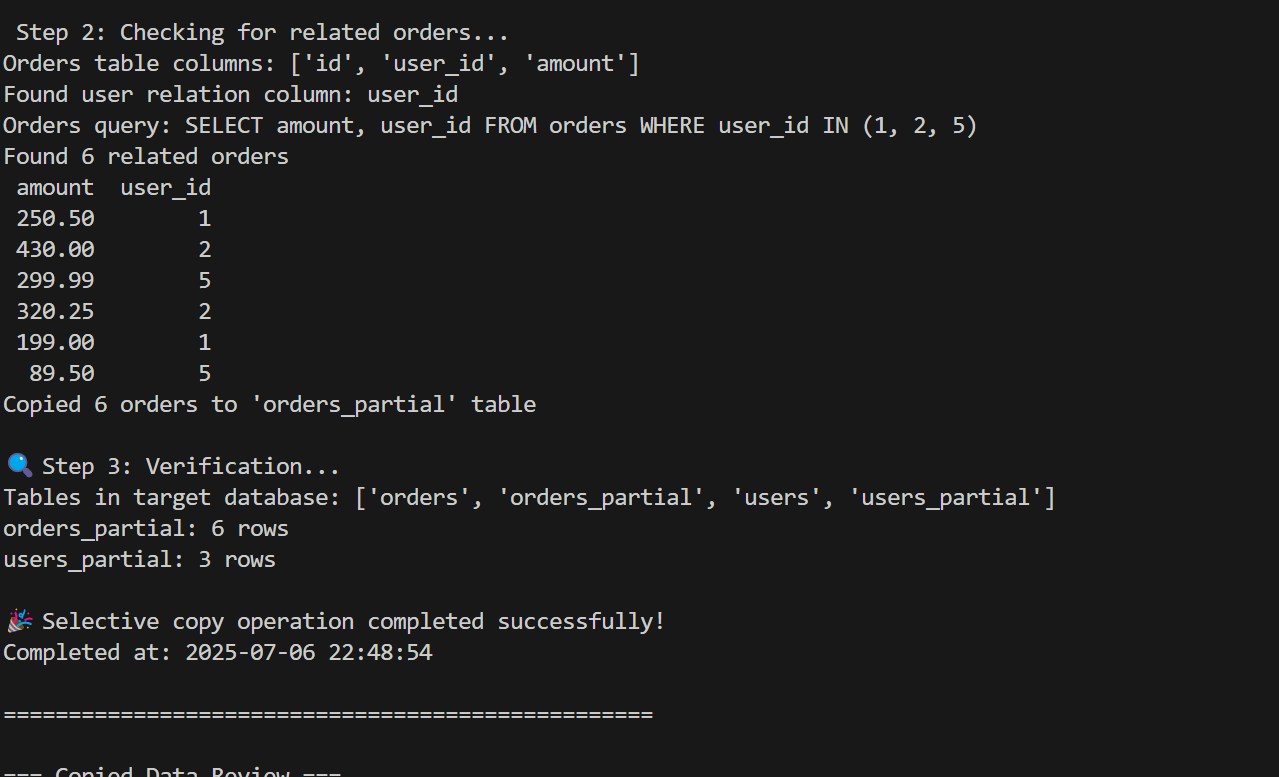 Step 2: Checking for related orders...
Orders table columns: ['id', 'user_id', 'amount']
Found user relation column: user_id
Orders query: SELECT amount, user_id FROM orders WHERE user_id IN (1, 2, 5)
Found 6 related orders
amount  user_id
250.50        1
430.00        2
299.99        5
320.25        2
199.00        1
89.50        5
Copied 6 orders to 'orders_partial' table
🔍 Step 3: Verification...
Tables in target database: ['orders', 'orders_partial', 'users', 'users_partial']
orders_partial: 6 rows
users_partial: 3 rows
🎉 Selective copy operation completed successfully!
Completed at: 2025-07-06 22:48:54
==================================================
=== Copied Data Review ===